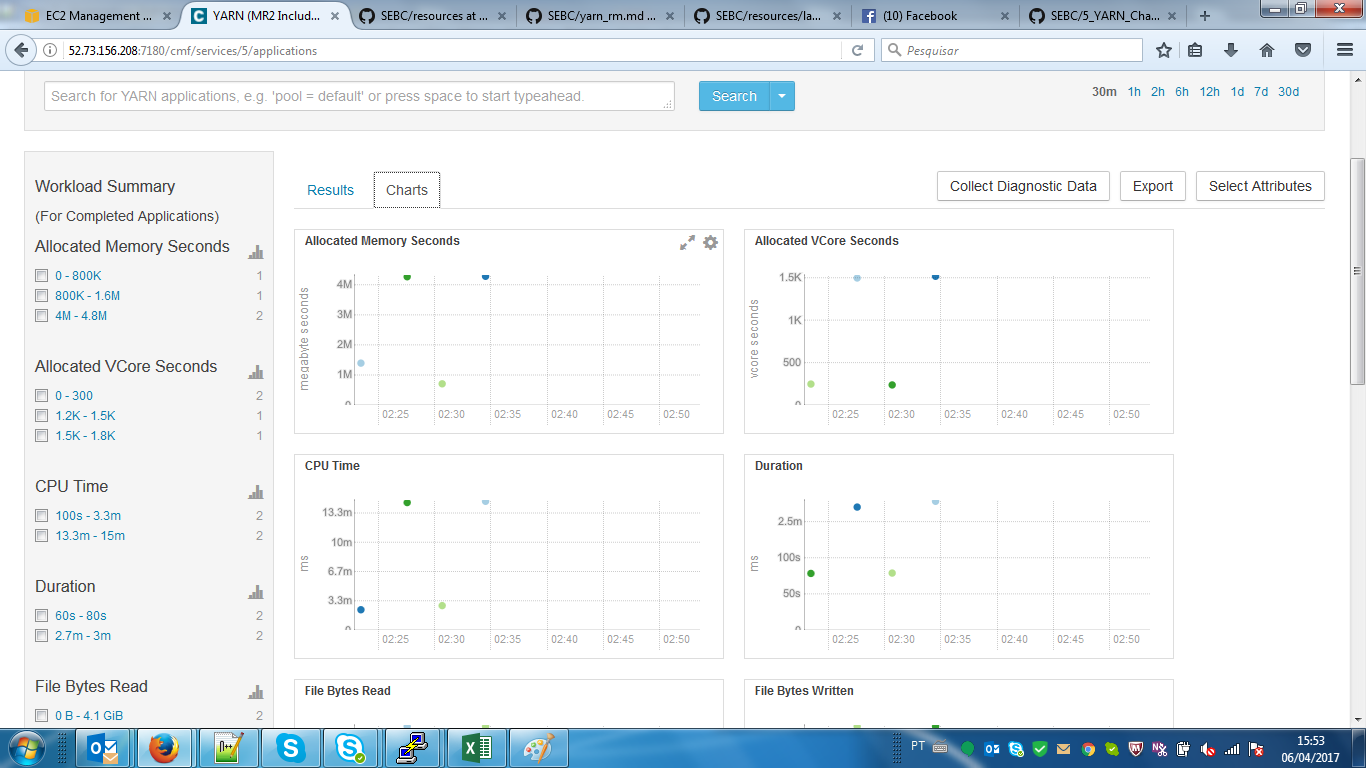 EC2 Management ...
YARN (MR2 Includ...
SEBC/resources at ...
SEBC/yarn_rm.md ...
SEBC/resources/la...
(10) Facebook
SEBC/5_YARN_Cha...
52.73.156.208:7180/cmf/services/5/applications
Pesquisar
Search for YARN applications, e.g. 'pool = default' or press space to start typeahead.
Search
30m 1h 2h 6h 12h 1d 7d 30d
Workload Summary
(For Completed Applications)
Allocated Memory Seconds
0 - 800K 1
800K - 1.6M 1
4M - 4.8M 2
Allocated VCore Seconds
0 - 300 2
1.2K - 1.5K 1
1.5K - 1.8K 1
CPU Time
100s - 3.3m 2
13.3m - 15m 2
Duration
60s - 80s 2
2.7m - 3m 2
File Bytes Read
0 B - 4.1 GiB 2
Results
Charts
Collect Diagnostic Data
Export
Select Attributes
Allocated Memory Seconds
megabyte seconds
4M
3M
2M
1M
0
02:25 02:30 02:35 02:40 02:45 02:50
Allocated VCore Seconds
vcore seconds
1.5K
1K
500
0
02:25 02:30 02:35 02:40 02:45 02:50
CPU Time
ms
13.3m
10m
6.7m
3.3m
0
02:25 02:30 02:35 02:40 02:45 02:50
Duration
ms
2.5m
100s
50s
0
02:25 02:30 02:35 02:40 02:45 02:50
File Bytes Read
File Bytes Written
PT
15:53
06/04/2017